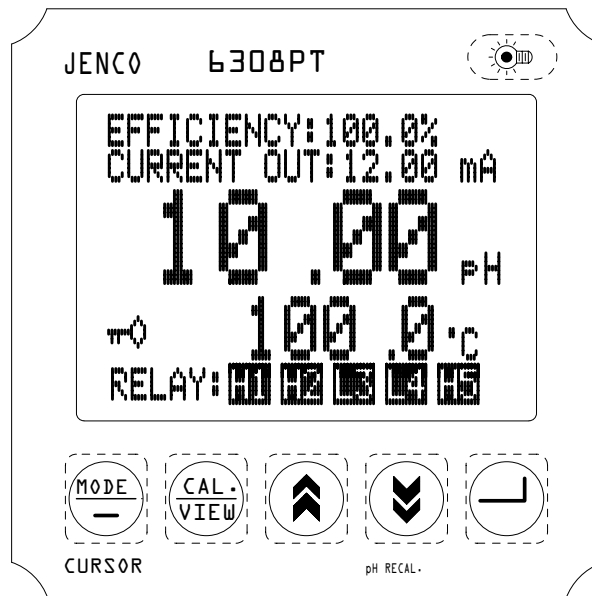 JENCO 6308PT
EFFICIENCY:100.0%
CURRENT OUT:12.00 mA
10.00 pH
100.0 °C
RELAY: H1 H2 L3 L4 H5
MODE CAL.
VIEW
CURSOR pH RECAL.